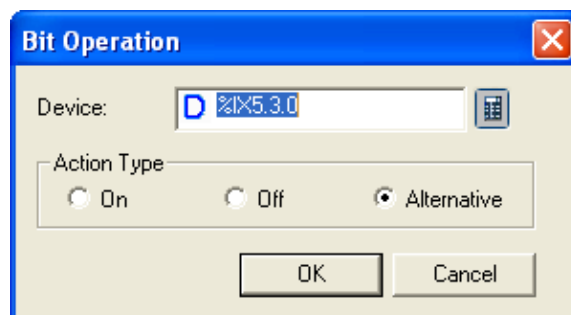 Bit Operation
Device: D %IX5.3.0
Action Type
On Off Alternative
OK Cancel